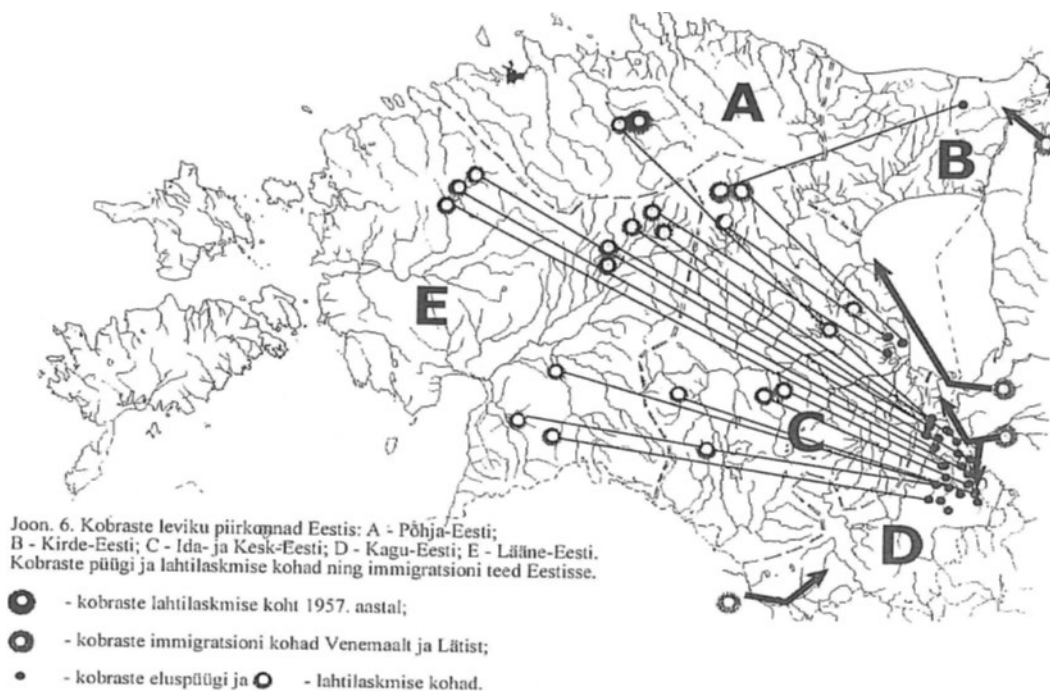 A
B
E
C
D
Joon. 6. Kobraste leviku piirkonnad Eestis: A - Põhja-Eesti;
B - Kirde-Eesti; C - Ida- ja Kesk-Eesti; D - Kagu-Eesti; E - Lääne-Eesti.
Kobraste püügi ja lahtilaskmise kohad ning immigratsioni teed Eestisse.
- kobraste lahtilaskmise koht 1957. aastal;
- kobraste immigratsioni kohad Venemaalt ja Lätist;
- kobraste eluspüügi ja - lahtilaskmise kohad.